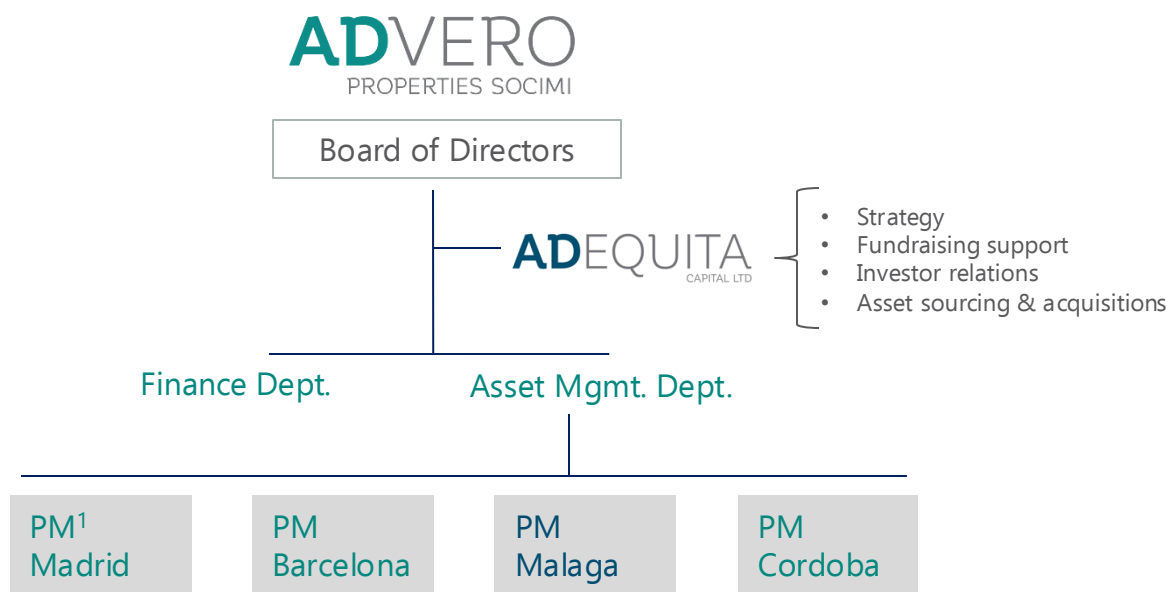 ADVERO
PROPERTIES SOCIMI
Board of Directors
ADEQUITA
CAPITAL LTD
• Strategy
• Fundraising support
• Investor relations
• Asset sourcing & acquisitions
Finance Dept.
Asset Mgmt. Dept.
PM¹
Madrid
PM
Barcelona
PM
Malaga
PM
Cordoba